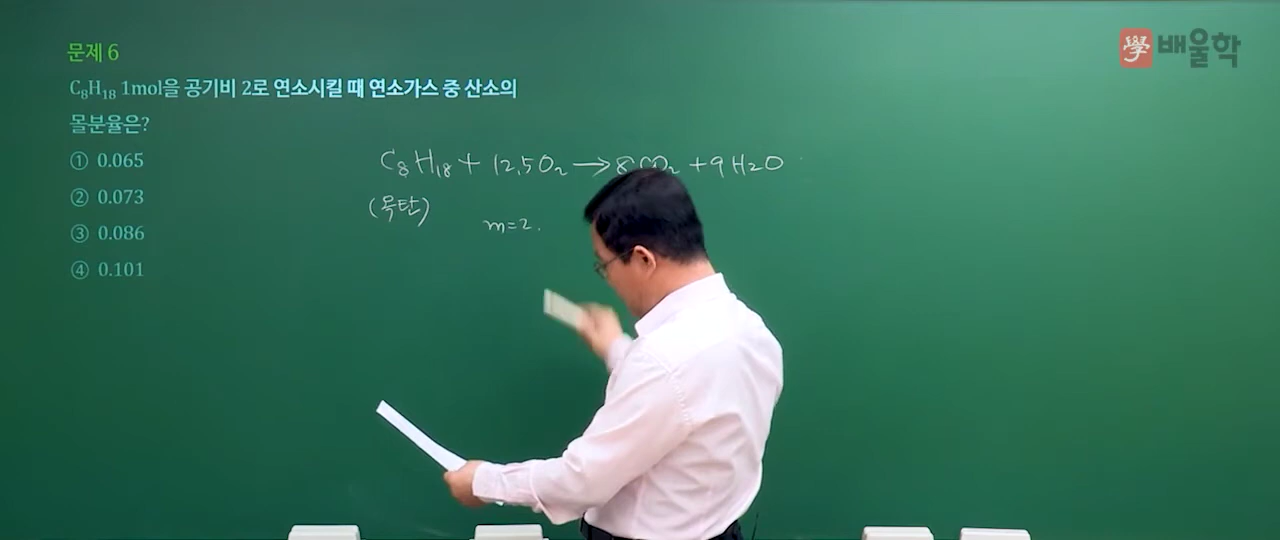 문제 6
學 배울학
C₈H₁₈ 1mol을 공기비 2로 연소시킬 때 연소가스 중 산소의
몰분율은?
① 0.065
② 0.073
③ 0.086
④ 0.101
C₈H₁₈ + 12.5O₂ → 8CO₂ + 9H₂O
(옥탄)
m=2.